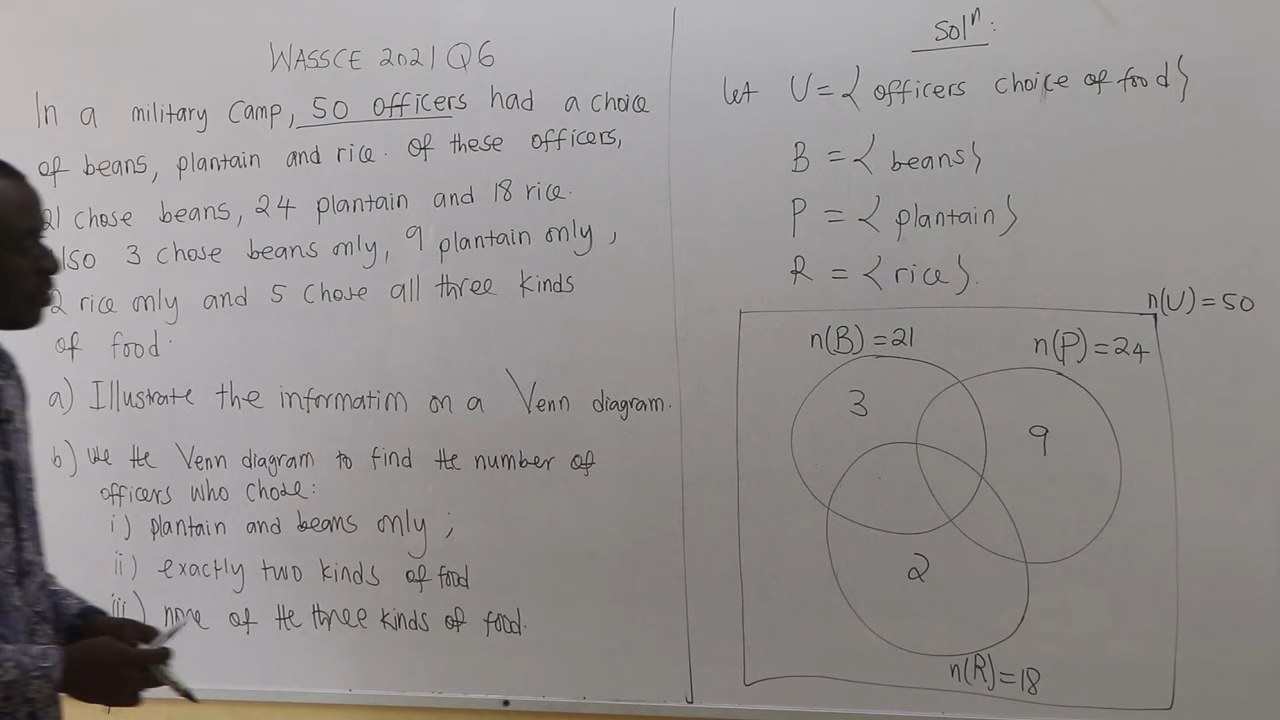 WASSCE 2021 Q6
In a military camp, 50 officers had a choice
of beans, plantain and rice. Of these officers,
21 chose beans, 24 plantain and 18 rice.
Also 3 chose beans only, 9 plantain only,
2 rice only and 5 chose all three kinds
of food.
a) Illustrate the information on a Venn diagram.
b) Use the Venn diagram to find the number of
officers who chose:
i) plantain and beans only;
ii) exactly two kinds of food
iii) none of the three kinds of food.
Solⁿ:
let U = { officers choice of food }
B = { beans }
P = { plantain }
R = { rice }.
n(U) = 50
n(B) = 21
n(P) = 24
3
9
2
n(R) = 18